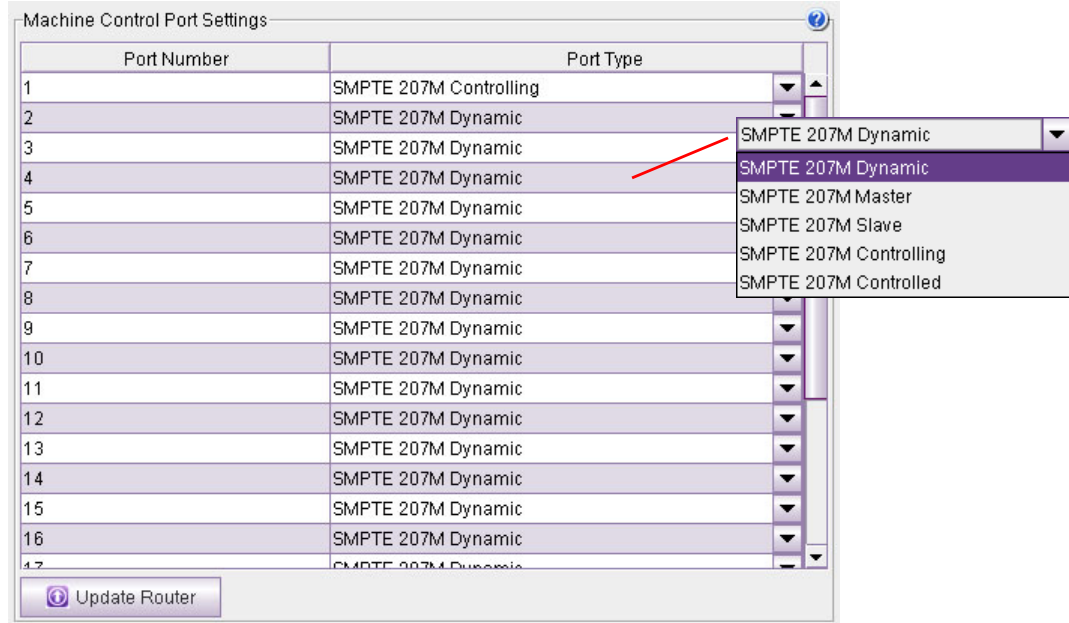 Machine Control Port Settings
Port Number Port Type
1 SMPTE 207M Controlling
2 SMPTE 207M Dynamic
3 SMPTE 207M Dynamic
4 SMPTE 207M Dynamic
5 SMPTE 207M Dynamic
6 SMPTE 207M Dynamic
7 SMPTE 207M Dynamic
8 SMPTE 207M Dynamic
9 SMPTE 207M Dynamic
10 SMPTE 207M Dynamic
11 SMPTE 207M Dynamic
12 SMPTE 207M Dynamic
13 SMPTE 207M Dynamic
14 SMPTE 207M Dynamic
15 SMPTE 207M Dynamic
16 SMPTE 207M Dynamic
17 SMPTE 207M Dynamic
Update Router
SMPTE 207M Dynamic
SMPTE 207M Dynamic
SMPTE 207M Master
SMPTE 207M Slave
SMPTE 207M Controlling
SMPTE 207M Controlled